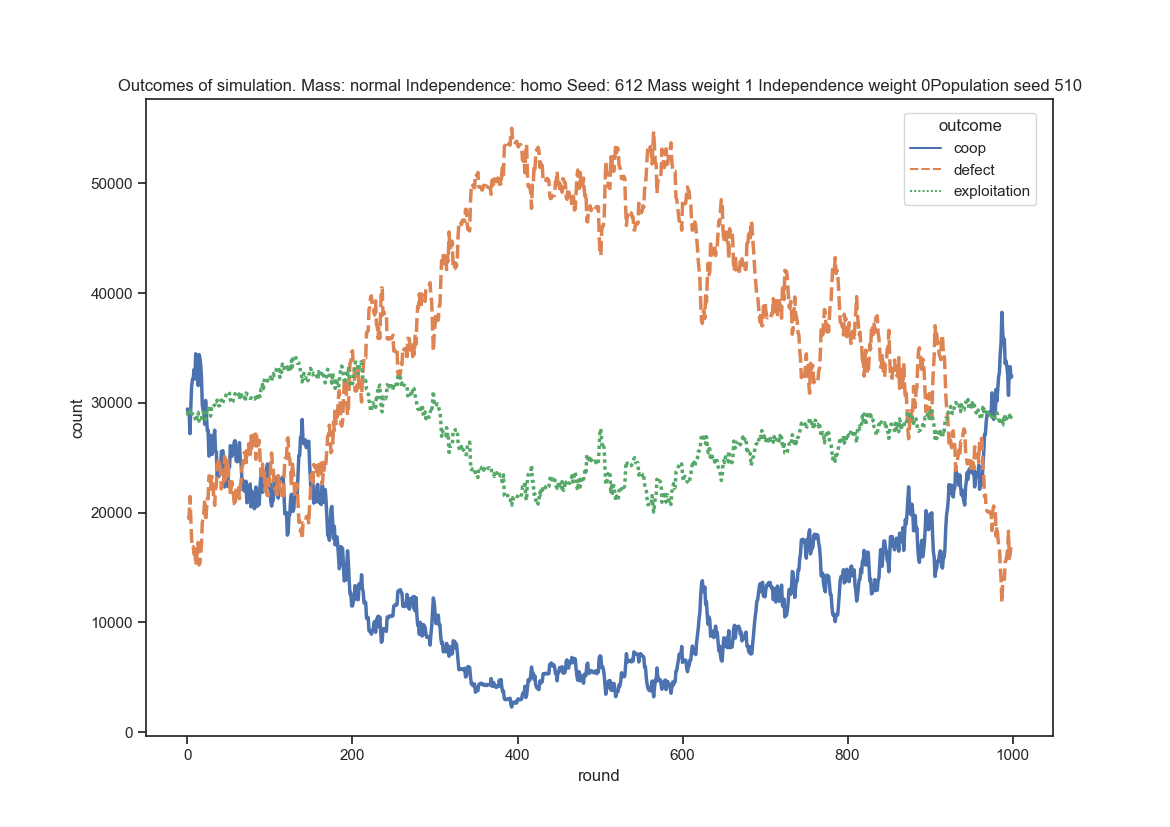 Outcomes of simulation. Mass: normal Independence: homo Seed: 612 Mass weight 1 Independence weight 0Population seed 510
outcome
coop
defect
exploitation
50000
40000
30000
20000
10000
0
count
0 200 400 600 800 1000
round